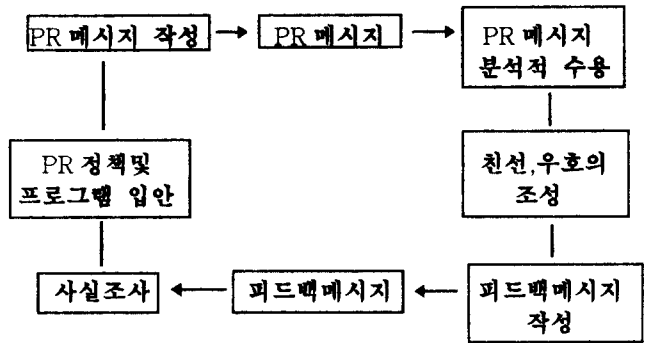 PR 메시지 작성
PR 메시지
PR 메시지
분석적 수용
PR 정책및
프로그램 입안
친선,우호의
조성
사실조사
피드백메시지
피드백메시지
작성